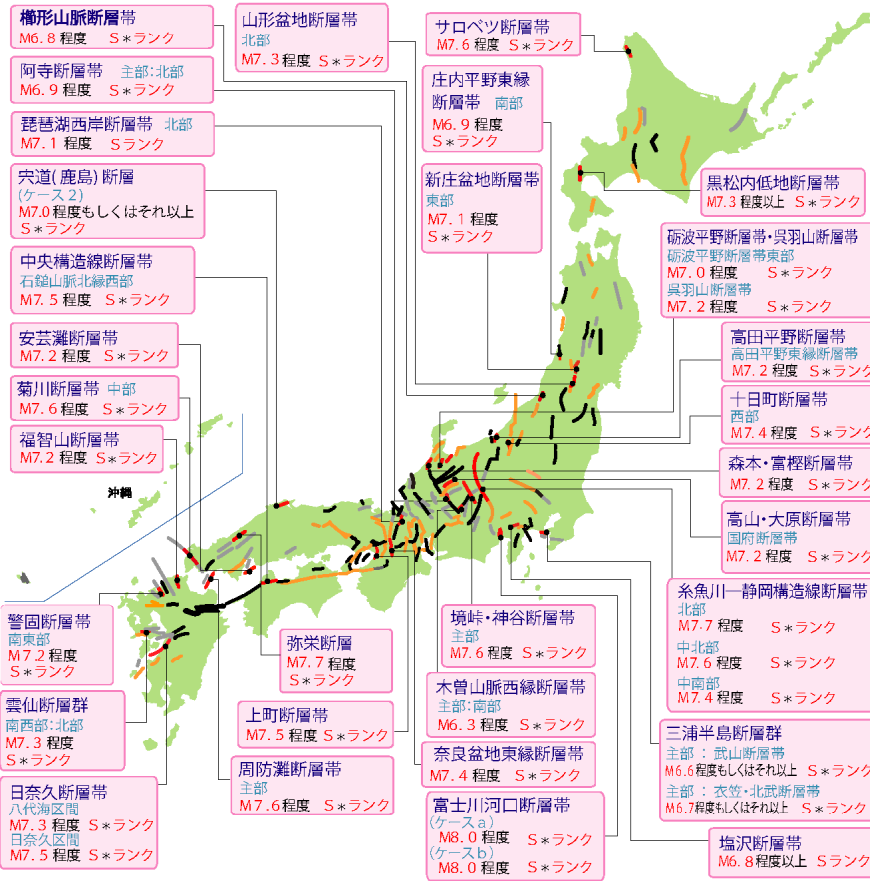 櫛形山脈断層帯
M6.8 程度 S*ランク
阿寺断層帯 主部:北部
M6.9 程度 S*ランク
琵琶湖西岸断層帯 北部
M7.1 程度 Sランク
宍道(鹿島)断層
(ケース2)
M7.0程度もしくはそれ以上
S*ランク
中央構造線断層帯
石鎚山脈北縁西部
M7.5 程度 S*ランク
安芸灘断層帯
M7.2 程度 S*ランク
菊川断層帯 中部
M7.6 程度 S*ランク
福智山断層帯
M7.2 程度 S*ランク
沖縄
山形盆地断層帯
北部
M7.3 程度 S*ランク
サロベツ断層帯
M7.6 程度 S*ランク
庄内平野東縁
断層帯 南部
M6.9 程度
S*ランク
新庄盆地断層帯
東部
M7.1 程度
S*ランク
黒松内低地断層帯
M7.3 程度以上 S*ランク
砺波平野断層帯・呉羽山断層帯
砺波平野断層帯東部
M7.0 程度 S*ランク
呉羽山断層帯
M7.2 程度 S*ランク
高田平野断層帯
高田平野東縁断層帯
M7.2 程度 S*ランク
十日町断層帯
西部
M7.4 程度 S*ランク
森本・富樫断層帯
M7.2 程度 S*ランク
高山・大原断層帯
国府断層帯
M7.2 程度 S*ランク
糸魚川―静岡構造線断層帯
北部
M7.7 程度 S*ランク
中北部
M7.6 程度 S*ランク
中南部
M7.4 程度 S*ランク
三浦半島断層群
主部:武山断層帯
M6.6程度もしくはそれ以上 S*ランク
主部:衣笠・北武断層帯
M6.7程度もしくはそれ以上 S*ランク
塩沢断層帯
M6.8程度以上 Sランク
警固断層帯
南東部
M7.2 程度
S*ランク
雲仙断層群
南西部:北部
M7.3 程度
S*ランク
日奈久断層帯
八代海区間
M7.3 程度 S*ランク
日奈久区間
M7.5 程度 S*ランク
弥栄断層
M7.7 程度
S*ランク
上町断層帯
M7.5 程度 S*ランク
周防灘断層帯
主部
M7.6程度 S*ランク
境峠・神谷断層帯
主部
M7.6 程度 S*ランク
木曽山脈西縁断層帯
主部:南部
M6.3 程度 S*ランク
奈良盆地東縁断層帯
M7.4 程度 S*ランク
富士川河口断層帯
(ケースa)
M8.0 程度 S*ランク
(ケースb)
M8.0 程度 S*ランク